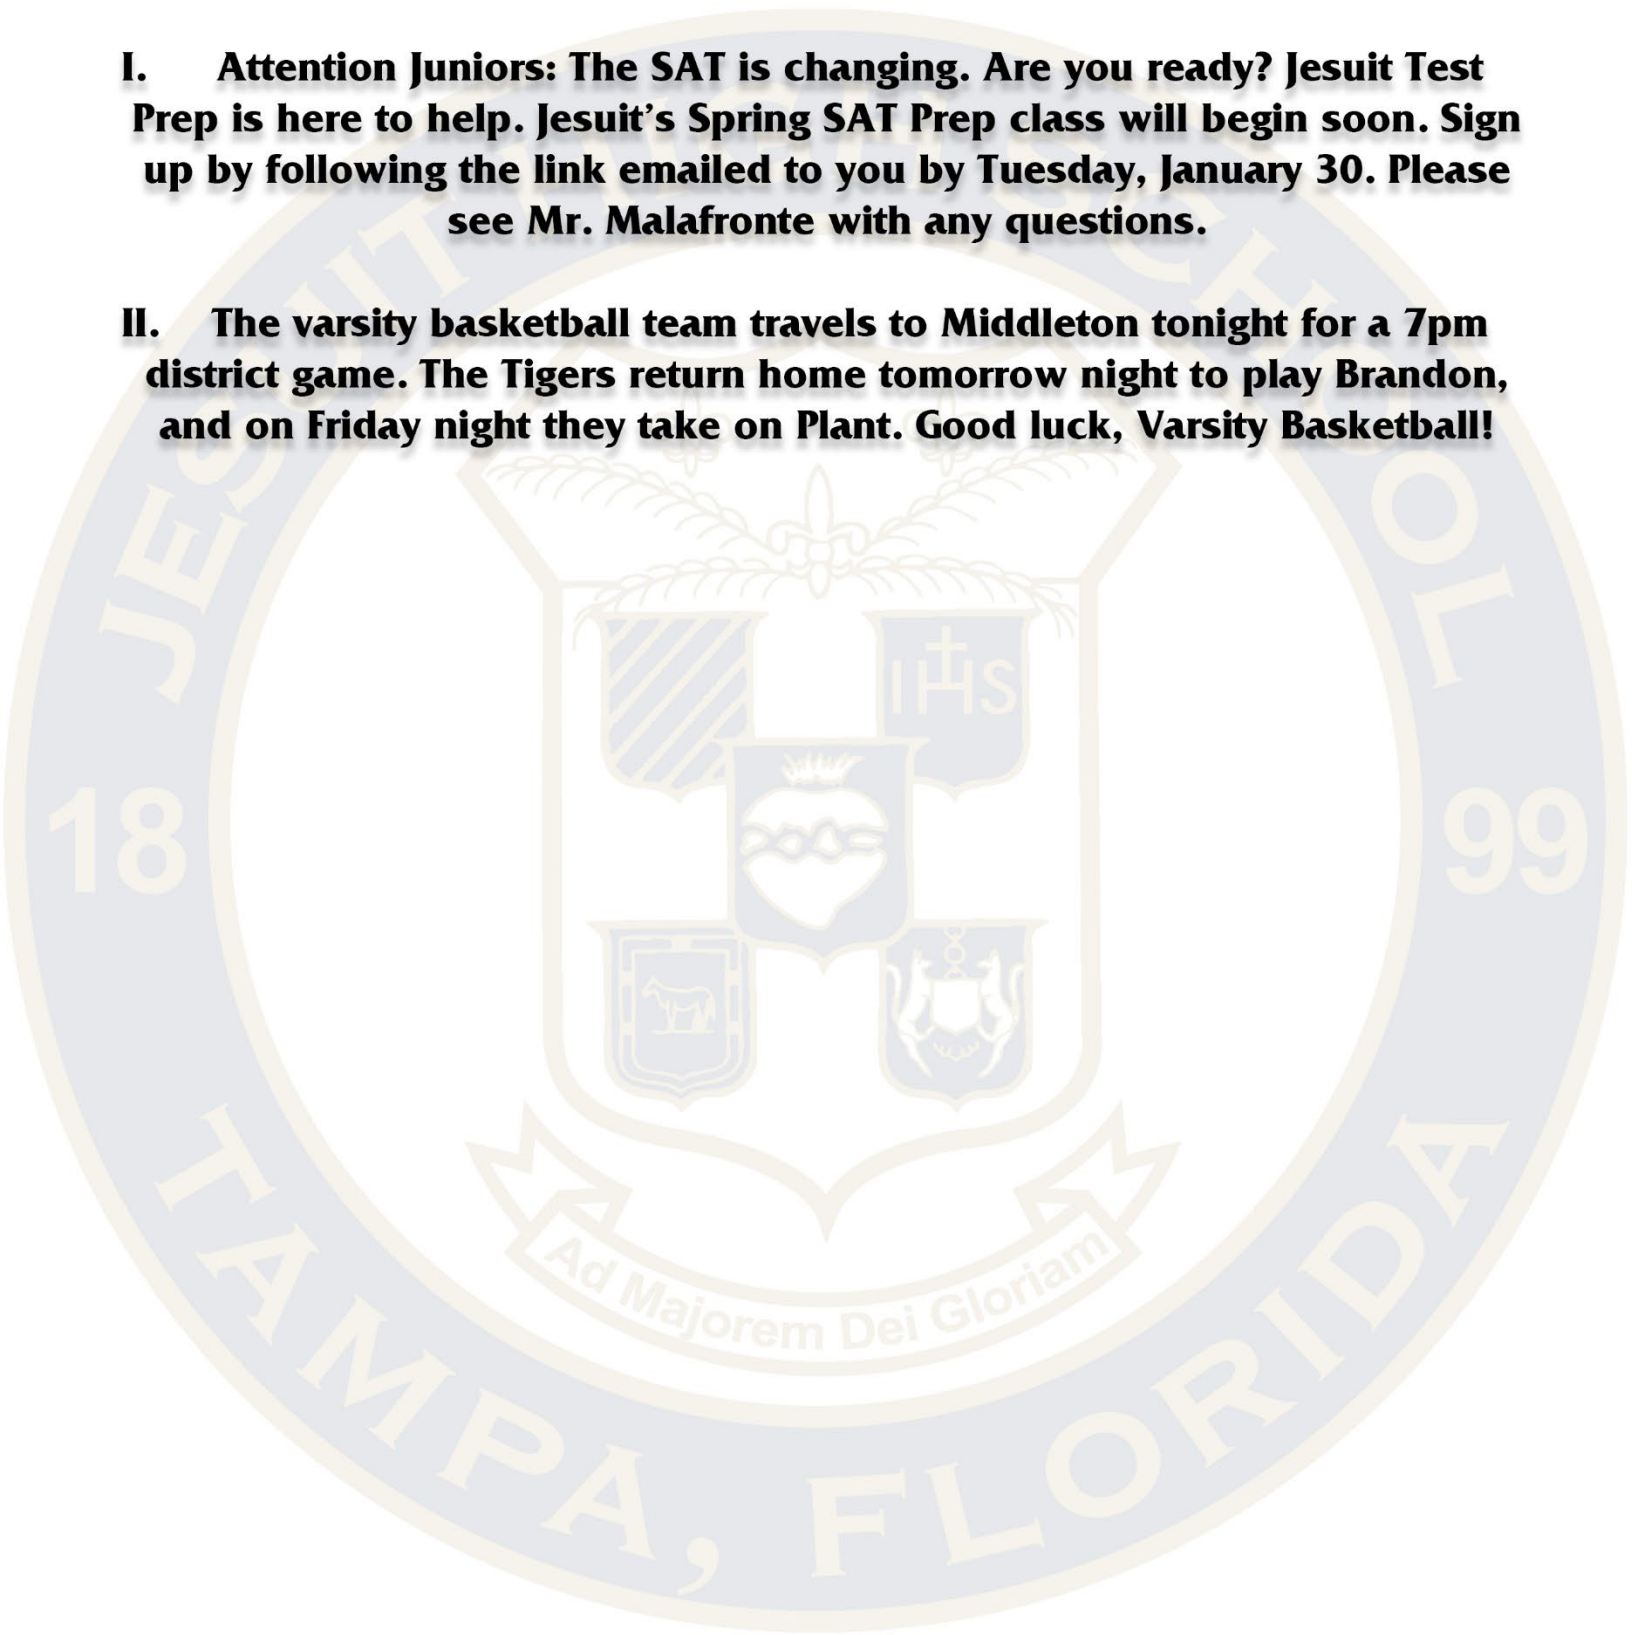 I. Attention Juniors: The SAT is changing. Are you ready? Jesuit Test
Prep is here to help. Jesuit's Spring SAT Prep class will begin soon. Sign
up by following the link emailed to you by Tuesday, January 30. Please
see Mr. Malafronte with any questions.
II. The varsity basketball team travels to Middleton tonight for a 7pm
district game. The Tigers return home tomorrow night to play Brandon,
and on Friday night they take on Plant. Good luck, Varsity Basketball!
JESUIT HIGH SCHOOL
IHS
18 99
Ad Majorem Dei Gloriam
TAMPA, FLORIDA